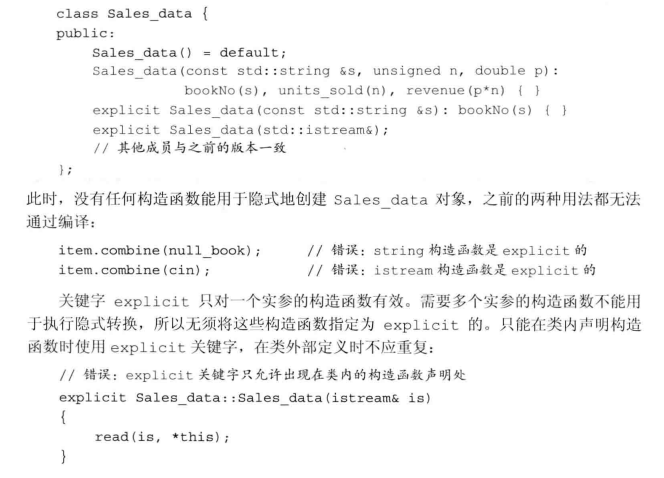 class Sales_data {
public:
    Sales_data() = default;
    Sales_data(const std::string &s, unsigned n, double p):
               bookNo(s), units_sold(n), revenue(p*n) { }
    explicit Sales_data(const std::string &s): bookNo(s) { }
    explicit Sales_data(std::istream&);
    // 其他成员与之前的版本一致
};
此时，没有任何构造函数能用于隐式地创建 Sales_data 对象，之前的两种用法都无法
通过编译：
item.combine(null_book);    // 错误：string 构造函数是 explicit 的
item.combine(cin);          // 错误：istream 构造函数是 explicit 的
关键字 explicit 只对一个实参的构造函数有效。需要多个实参的构造函数不能用
于执行隐式转换，所以无须将这些构造函数指定为 explicit 的。只能在类内声明构造
函数时使用 explicit 关键字，在类外部定义时不应重复：
// 错误：explicit 关键字只允许出现在类内的构造函数声明处
explicit Sales_data::Sales_data(istream& is)
{
    read(is, *this);
}